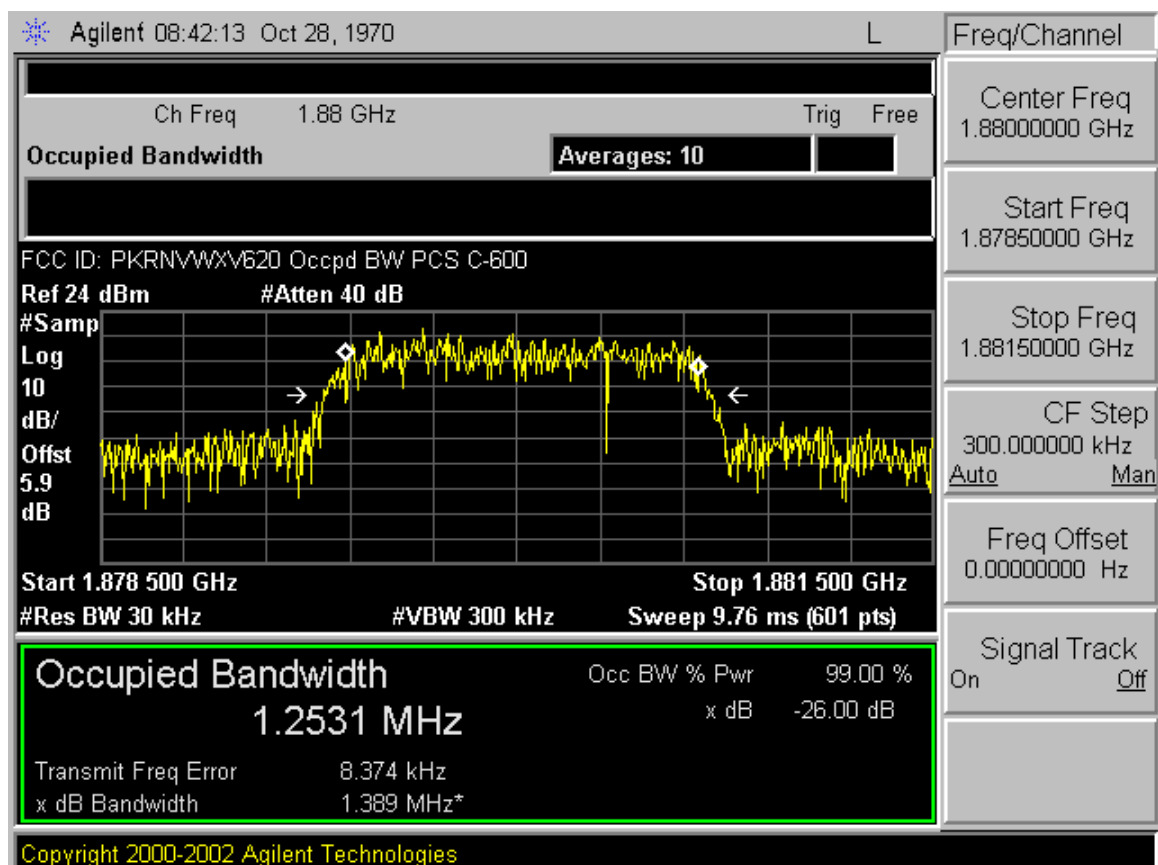 Agilent 08:42:13 Oct 28, 1970 L
Freq/Channel
Ch Freq 1.88 GHz Trig Free
Occupied Bandwidth Averages: 10
FCC ID: PKRNVWXV620 Occpd BW PCS C-600
Ref 24 dBm #Atten 40 dB
#Samp
Log
10
dB/
Offst
5.9
dB
Start 1.878 500 GHz Stop 1.881 500 GHz
#Res BW 30 kHz #VBW 300 kHz Sweep 9.76 ms (601 pts)
Occupied Bandwidth Occ BW % Pwr 99.00 %
1.2531 MHz x dB -26.00 dB
Transmit Freq Error 8.374 kHz
x dB Bandwidth 1.389 MHz*
Center Freq
1.88000000 GHz
Start Freq
1.87850000 GHz
Stop Freq
1.88150000 GHz
CF Step
300.000000 kHz
Auto Man
Freq Offset
0.00000000 Hz
Signal Track
On Off
Copyright 2000-2002 Agilent Technologies